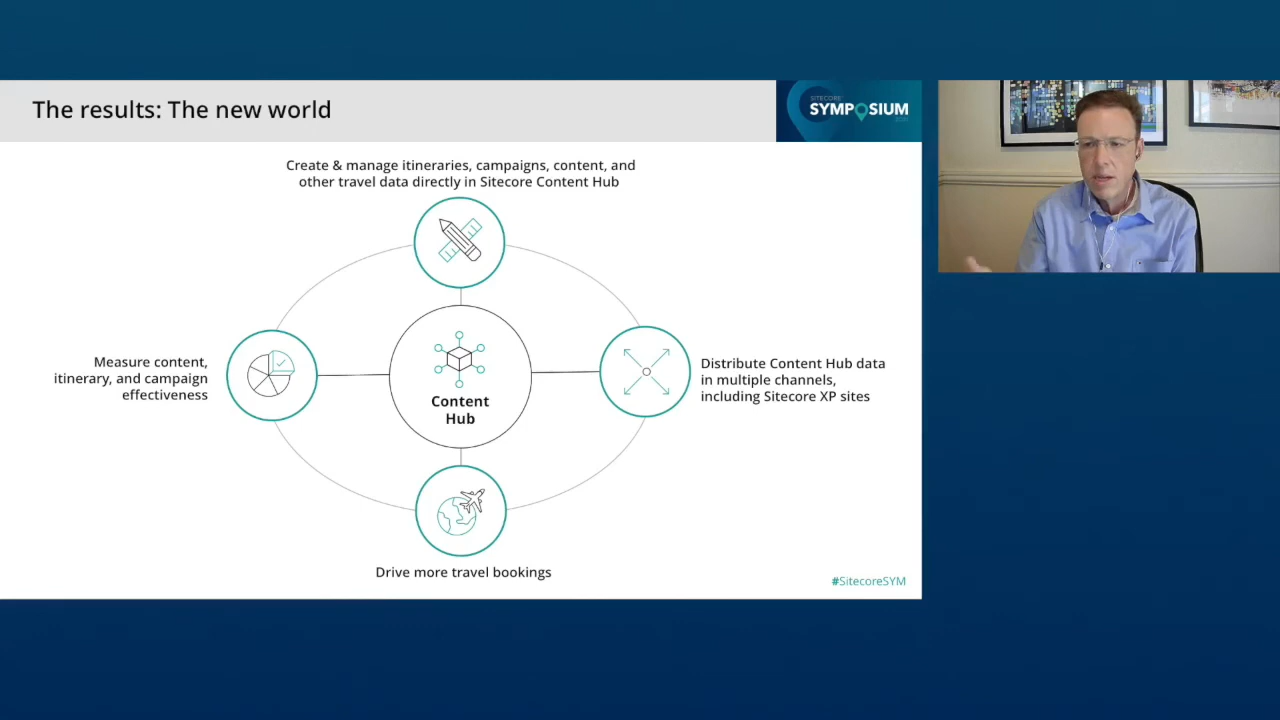 The results: The new world
SITECORE
SYMPOSIUM
Create & manage itineraries, campaigns, content, and
other travel data directly in Sitecore Content Hub
Measure content,
itinerary, and campaign
effectiveness
Content
Hub
Distribute Content Hub data
in multiple channels,
including Sitecore XP sites
Drive more travel bookings
#SitecoreSYM